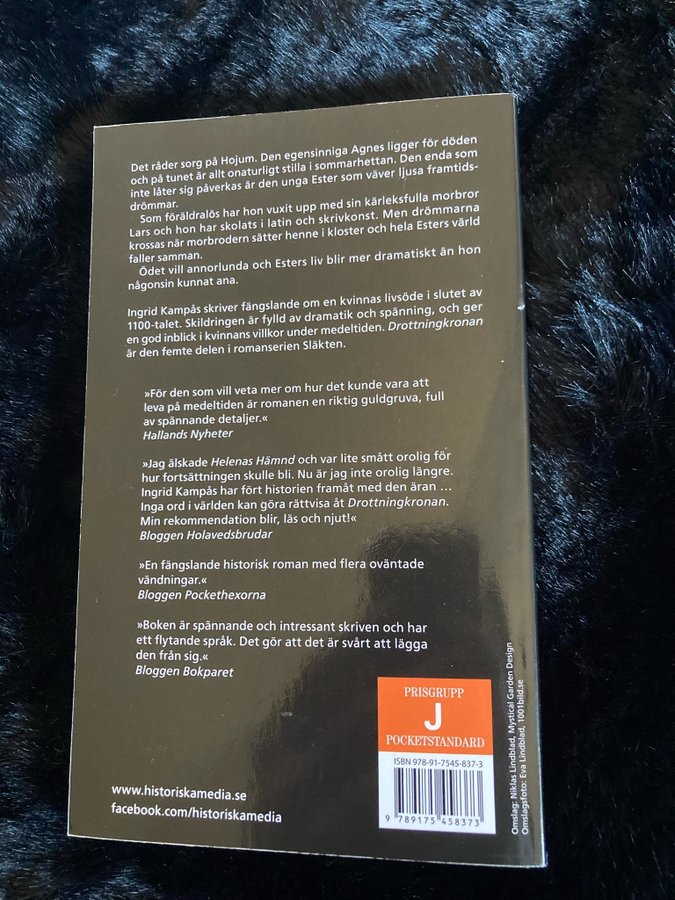 Det råder sorg på Hojum. Den egensinniga Agnes ligger för döden
och på tunet är allt onaturligt stilla i sommarhettan. Den enda som
inte låter sig påverkas är den unga Ester som väver ljusa framtids-
drömmar.
Som föräldralös har hon vuxit upp med sin kärleksfulla morbror
Lars och hon har skolats i latin och skrivkonst. Men drömmarna
krossas när morbrodern sätter henne i kloster och hela Esters värld
faller samman.
Ödet vill annorlunda och Esters liv blir mer dramatiskt än hon
någonsin kunnat ana.
Ingrid Kampås skriver fängslande om en kvinnas livsöde i slutet av
1100-talet. Skildringen är fylld av dramatik och spänning, och ger
en god inblick i kvinnans villkor under medeltiden. Drottningkronan
är den femte delen i romanserien Släkten.
»För den som vill veta mer om hur det kunde vara att
leva på medeltiden är romanen en riktig guldgruva, full
av spännande detaljer.«
Hallands Nyheter
»Jag älskade Helenas Hämnd och var lite smått orolig för
hur fortsättningen skulle bli. Nu är jag inte orolig längre.
Ingrid Kampås har fört historien framåt med den äran …
Inga ord i världen kan göra rättvisa åt Drottningkronan.
Min rekommendation blir, läs och njut!«
Bloggen Holavedsbrudar
»En fängslande historisk roman med flera oväntade
vändningar.«
Bloggen Pockethexorna
»Boken är spännande och intressant skriven och har
ett flytande språk. Det gör att det är svårt att lägga
den från sig.«
Bloggen Bokparet
PRISGRUPP
J
POCKETSTANDARD
ISBN 978-91-7545-837-3
9 789175 458373
www.historiskamedia.se
facebook.com/historiskamedia
Omslag: Niklas Lindblad, Mystical Garden Design
Omslagsfoto: Eva Lindblad, 1001bild.se